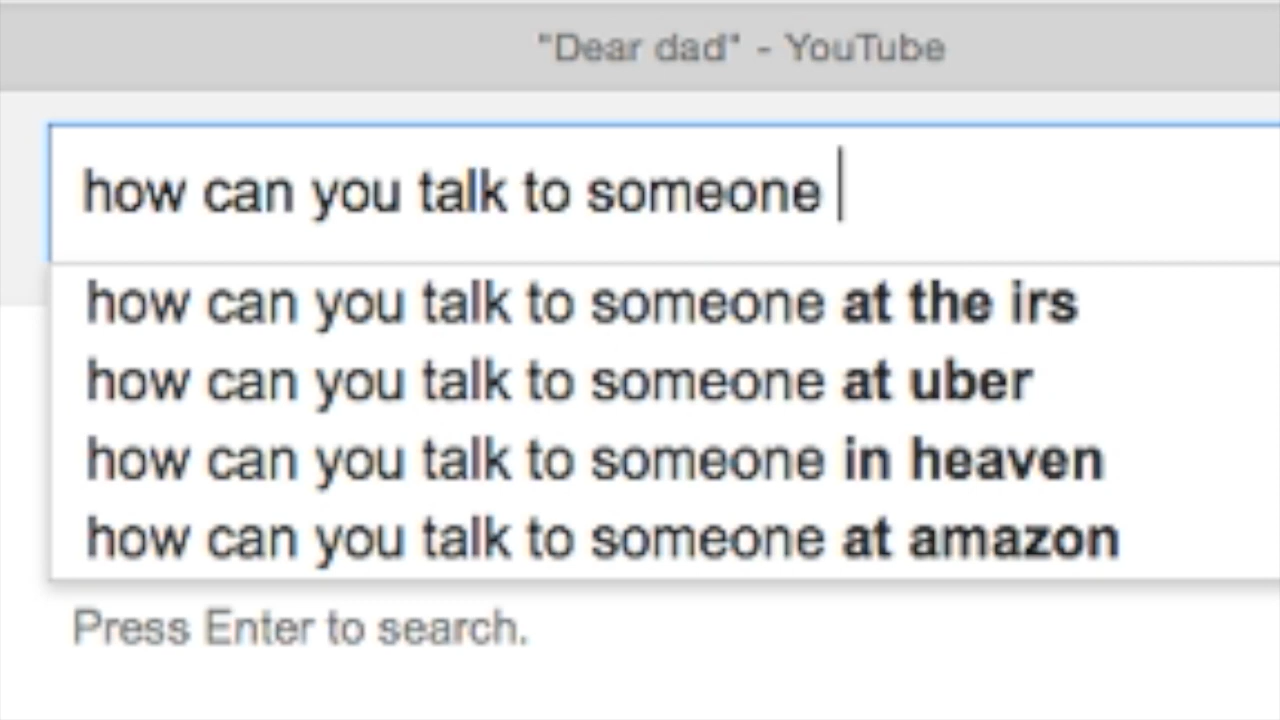 "Dear dad" - YouTube
how can you talk to someone
how can you talk to someone at the irs
how can you talk to someone at uber
how can you talk to someone in heaven
how can you talk to someone at amazon
Press Enter to search.